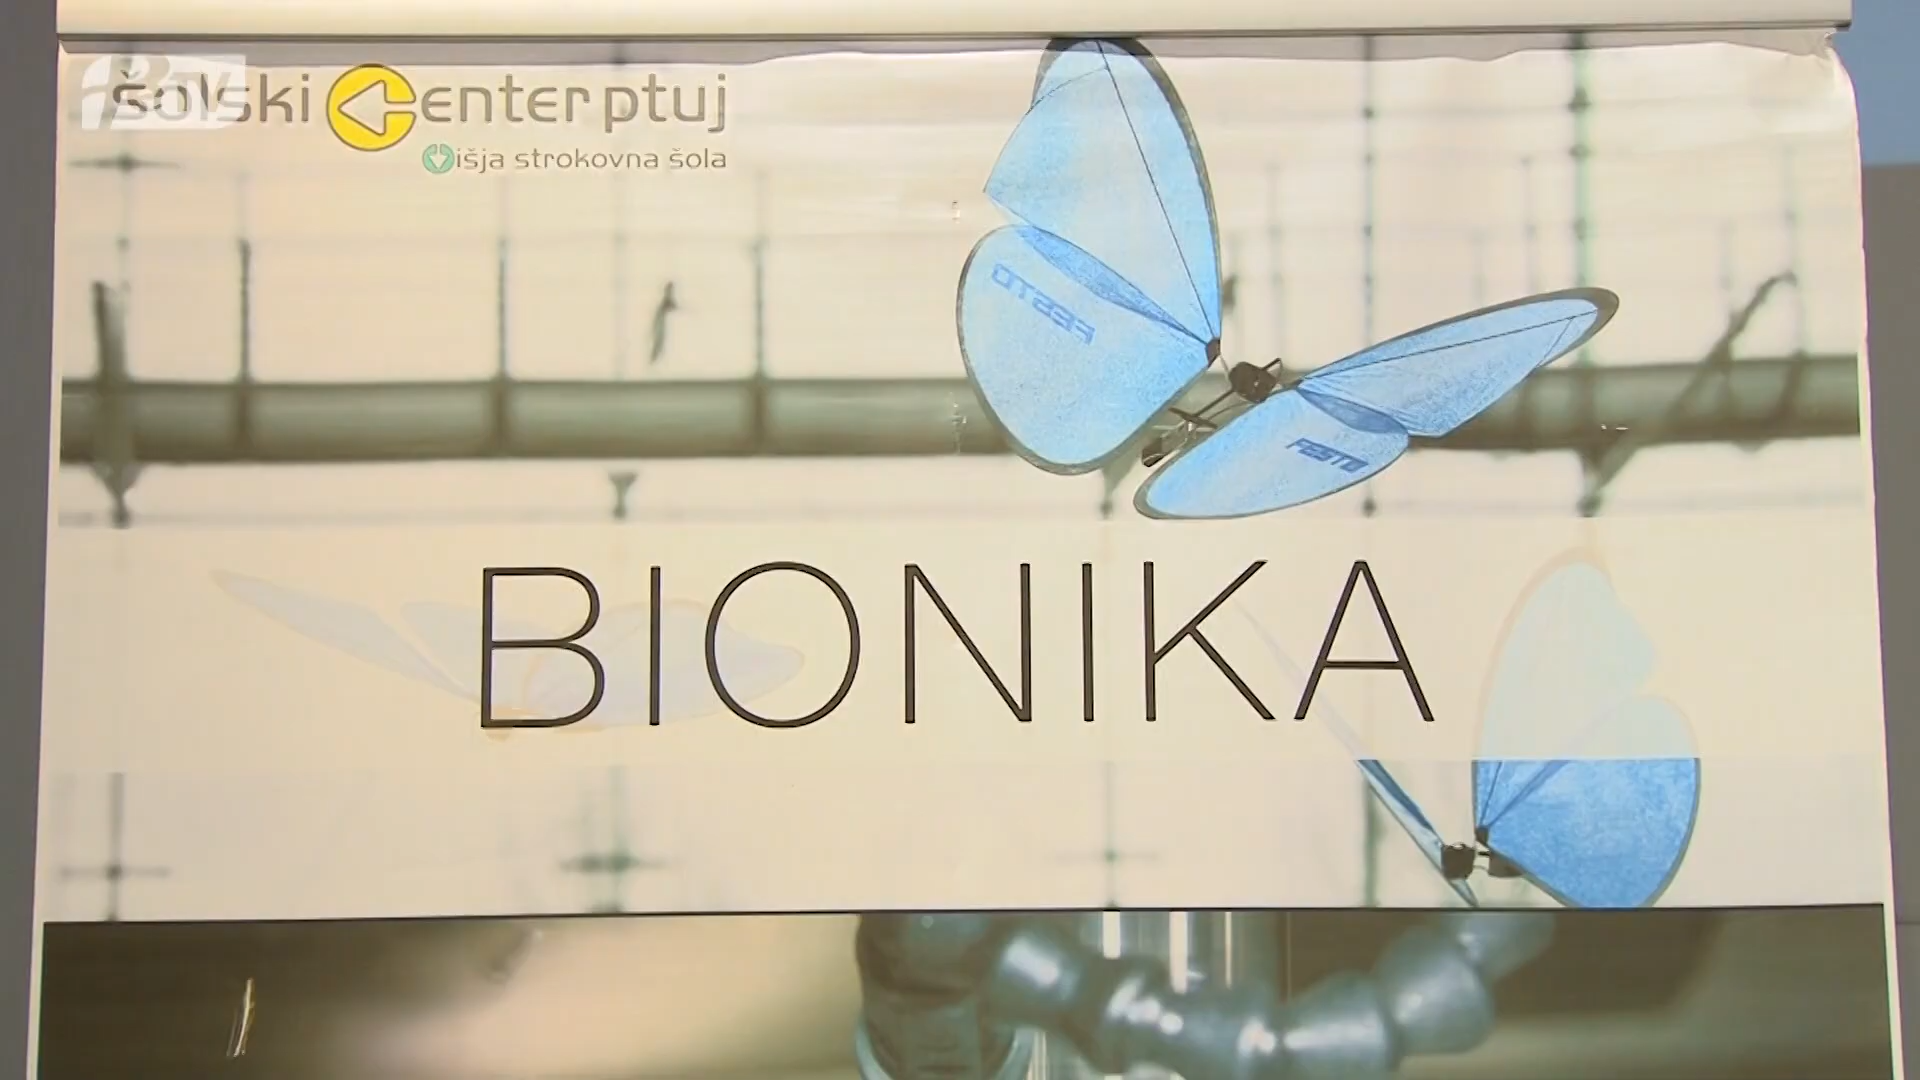 šolski center ptuj
višja strokovna šola
FESTO
FESTO
BIONIKA